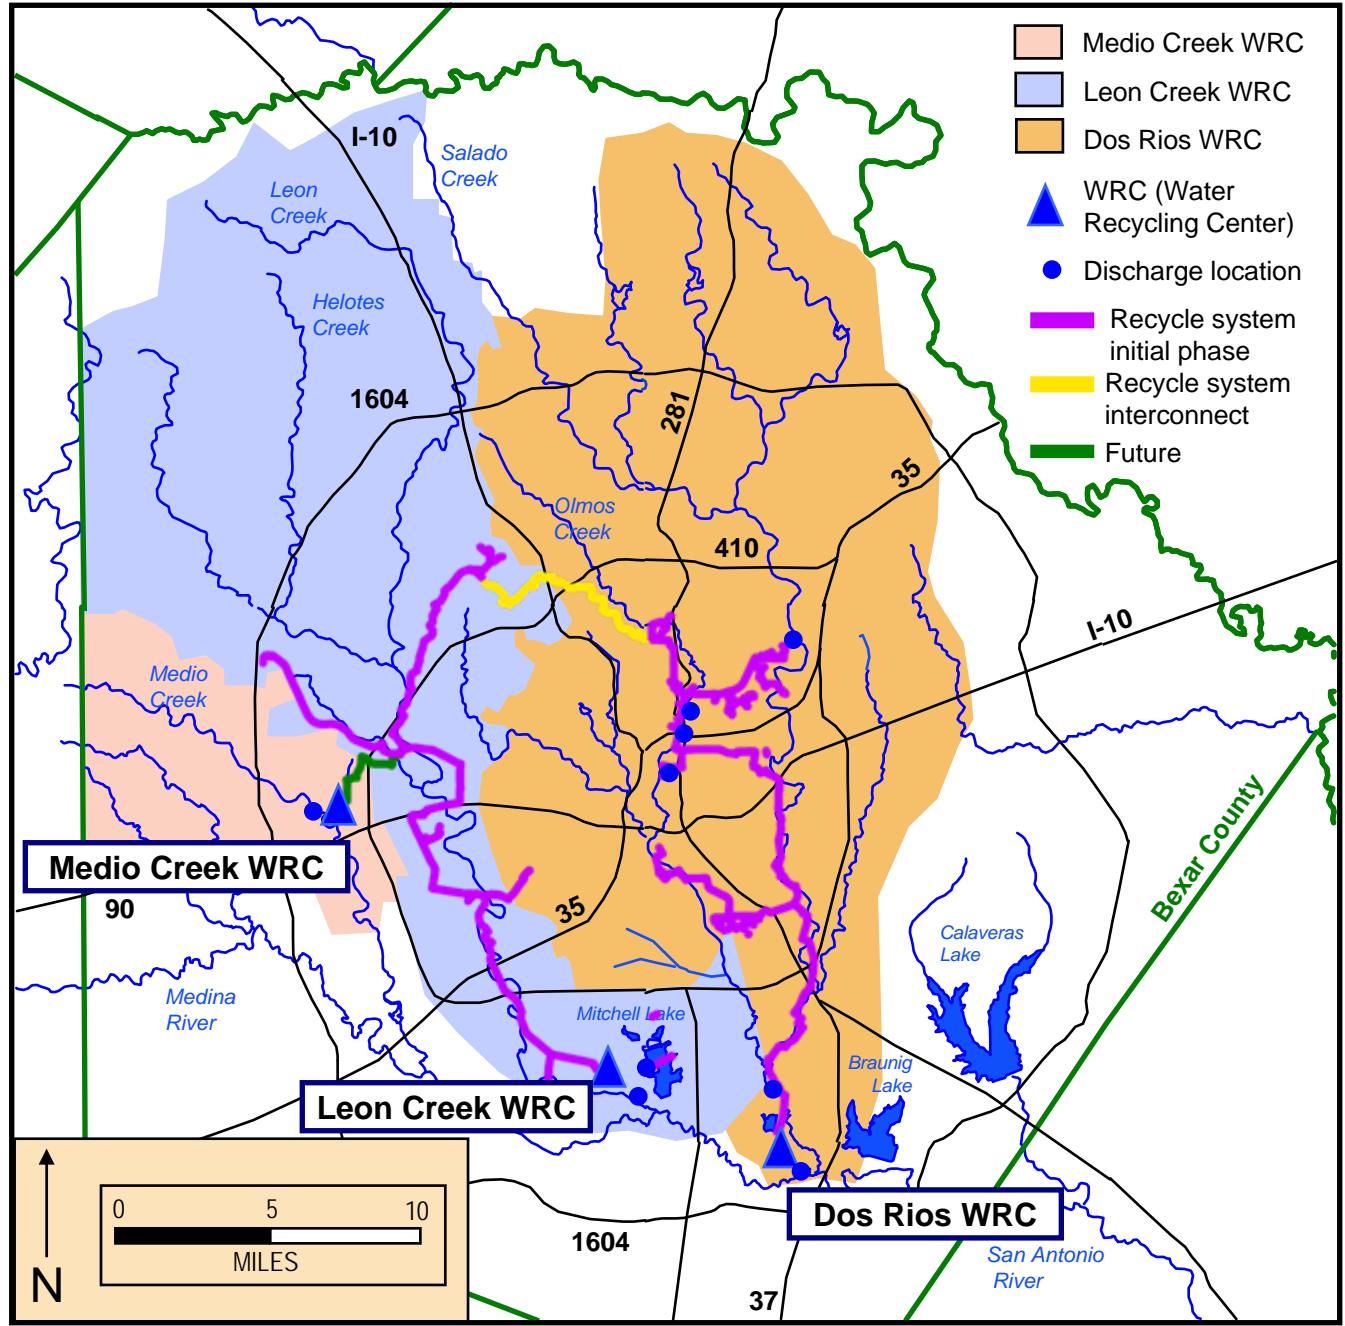 Medio Creek WRC
Leon Creek WRC
Dos Rios WRC
WRC (Water
Recycling Center)
Discharge location
Recycle system
initial phase
Recycle system
interconnect
Future
I-10
Salado
Creek
Leon
Creek
Helotes
Creek
1604
281
35
Olmos
Creek
410
I-10
Medio
Creek
Bexar County
Medio Creek WRC
90
35
Calaveras
Lake
Medina
River
Mitchell Lake
Braunig
Lake
Leon Creek WRC
Dos Rios WRC
1604
San Antonio
River
37
0 5 10
MILES
N